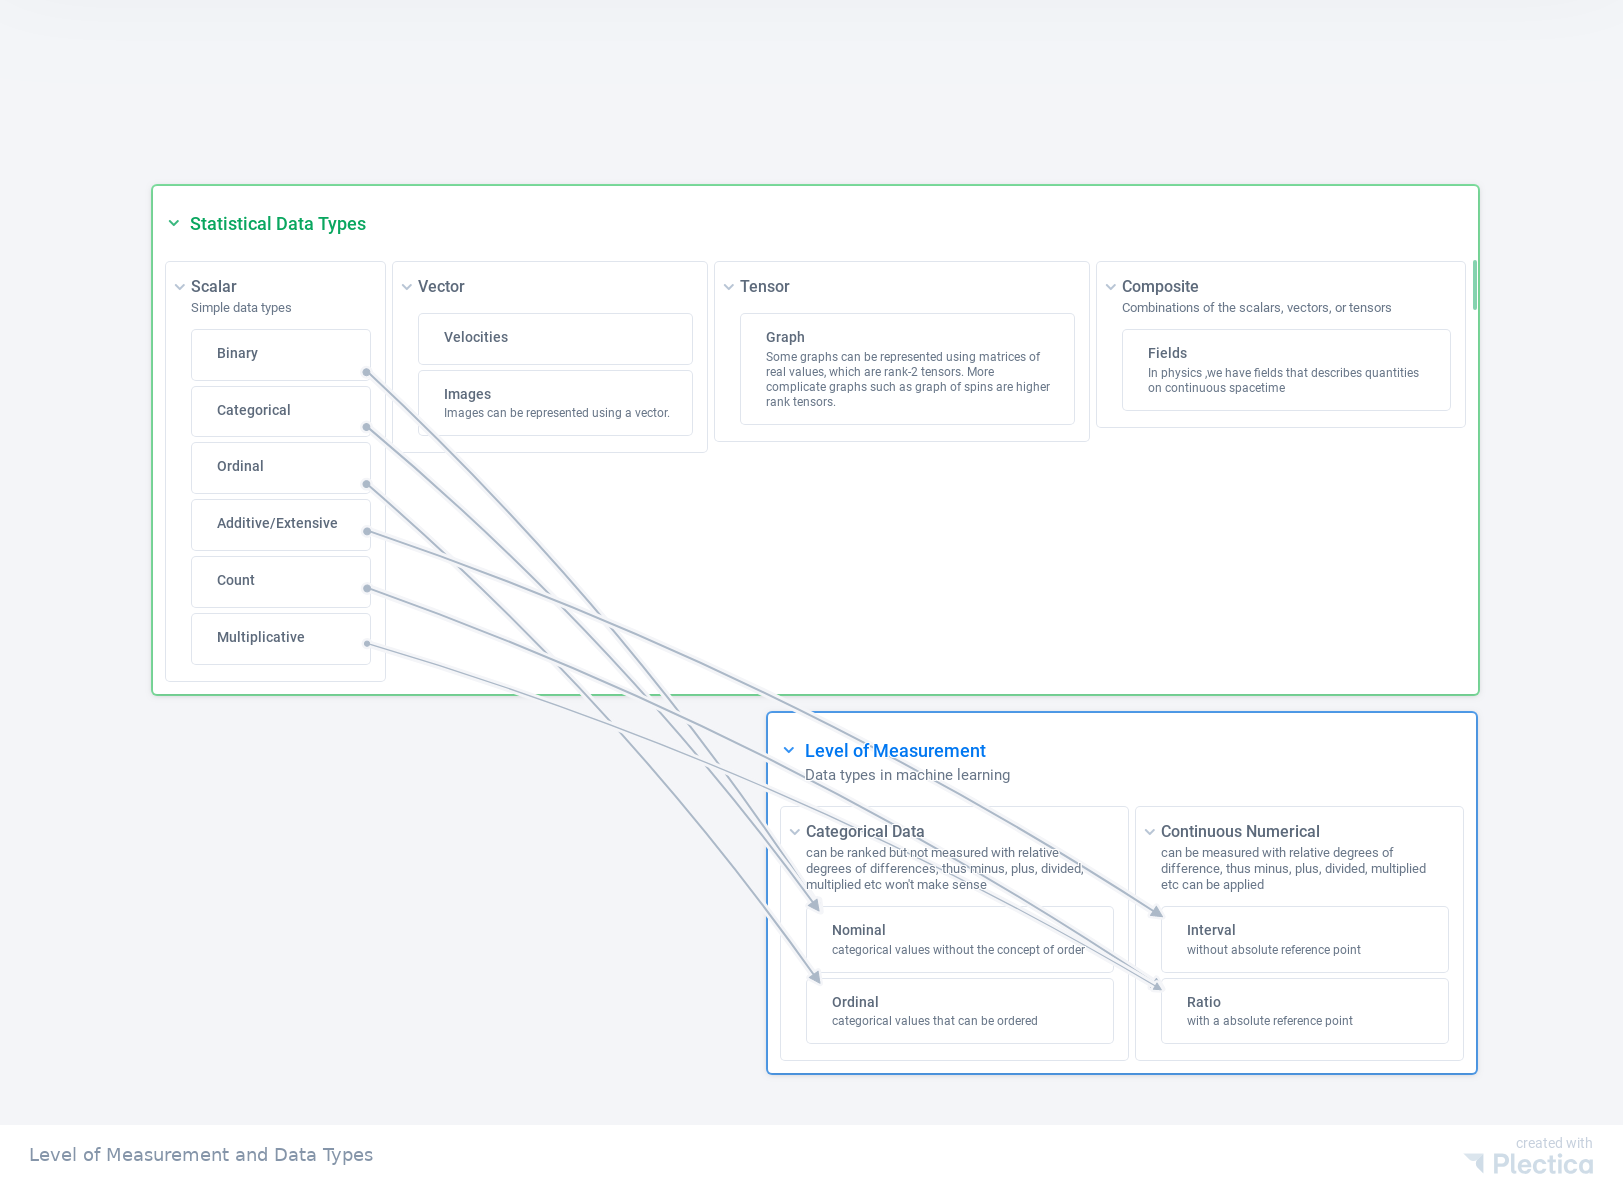 Statistical Data Types
Scalar
Simple data types
Binary
Categorical
Ordinal
Additive/Extensive
Count
Multiplicative
Vector
Velocities
Images
Images can be represented using a vector.
Tensor
Graph
Some graphs can be represented using matrices of
real values, which are rank-2 tensors. More
complicate graphs such as graph of spins are higher
rank tensors.
Composite
Combinations of the scalars, vectors, or tensors
Fields
In physics ,we have fields that describes quantities
on continuous spacetime
Level of Measurement
Data types in machine learning
Categorical Data
can be ranked but not measured with relative
degrees of differences, thus minus, plus, divided,
multiplied etc won't make sense
Nominal
categorical values without the concept of order
Ordinal
categorical values that can be ordered
Continuous Numerical
can be measured with relative degrees of
difference, thus minus, plus, divided, multiplied
etc can be applied
Interval
without absolute reference point
Ratio
with a absolute reference point
Level of Measurement and Data Types
created with
Plectica